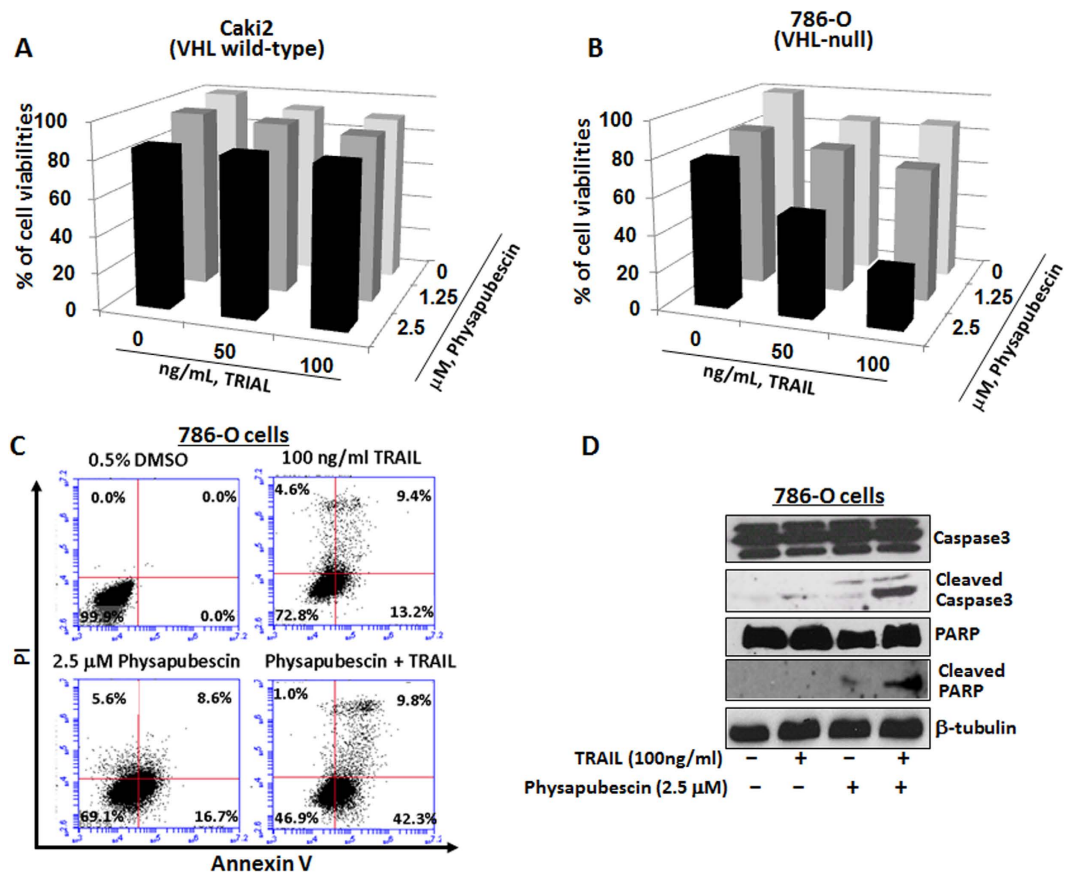 A
Caki2
(VHL wild-type)
% of cell viabilities
100
80
60
40
20
0
0
50
100
ng/mL, TRIAL
0
1.25
2.5
μM, Physapubescin
B
786-O
(VHL-null)
% of cell viabilities
100
80
60
40
20
0
0
50
100
ng/mL, TRAIL
0
1.25
2.5
μM, Physapubescin
C
786-O cells
0.5% DMSO
100 ng/ml TRAIL
0.0% 0.0%
99.9% 0.0%
4.6% 9.4%
72.8% 13.2%
2.5 μM Physapubescin
Physapubescin + TRAIL
5.6% 8.6%
69.1% 16.7%
1.0% 9.8%
46.9% 42.3%
PI
Annexin V
D
786-O cells
Caspase3
Cleaved
Caspase3
PARP
Cleaved
PARP
β-tubulin
TRAIL (100ng/ml) − + − +
Physapubescin (2.5 μM) − − + +